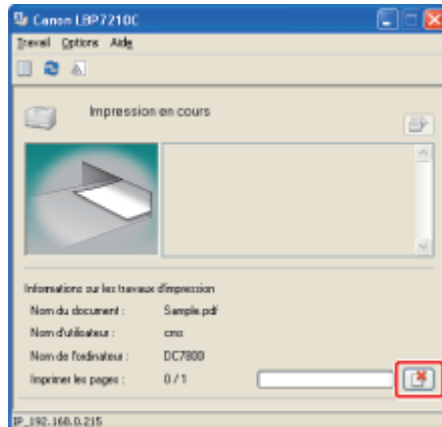 Canon LBP7210C
Travail Options Aide
Impression en cours
Informations sur les travaux d'impression
Nom du document : Sample.pdf
Nom d'utilisateur : cms
Nom de l'ordinateur : DC7800
Imprimer les pages : 0 / 1
IP_192.168.0.215